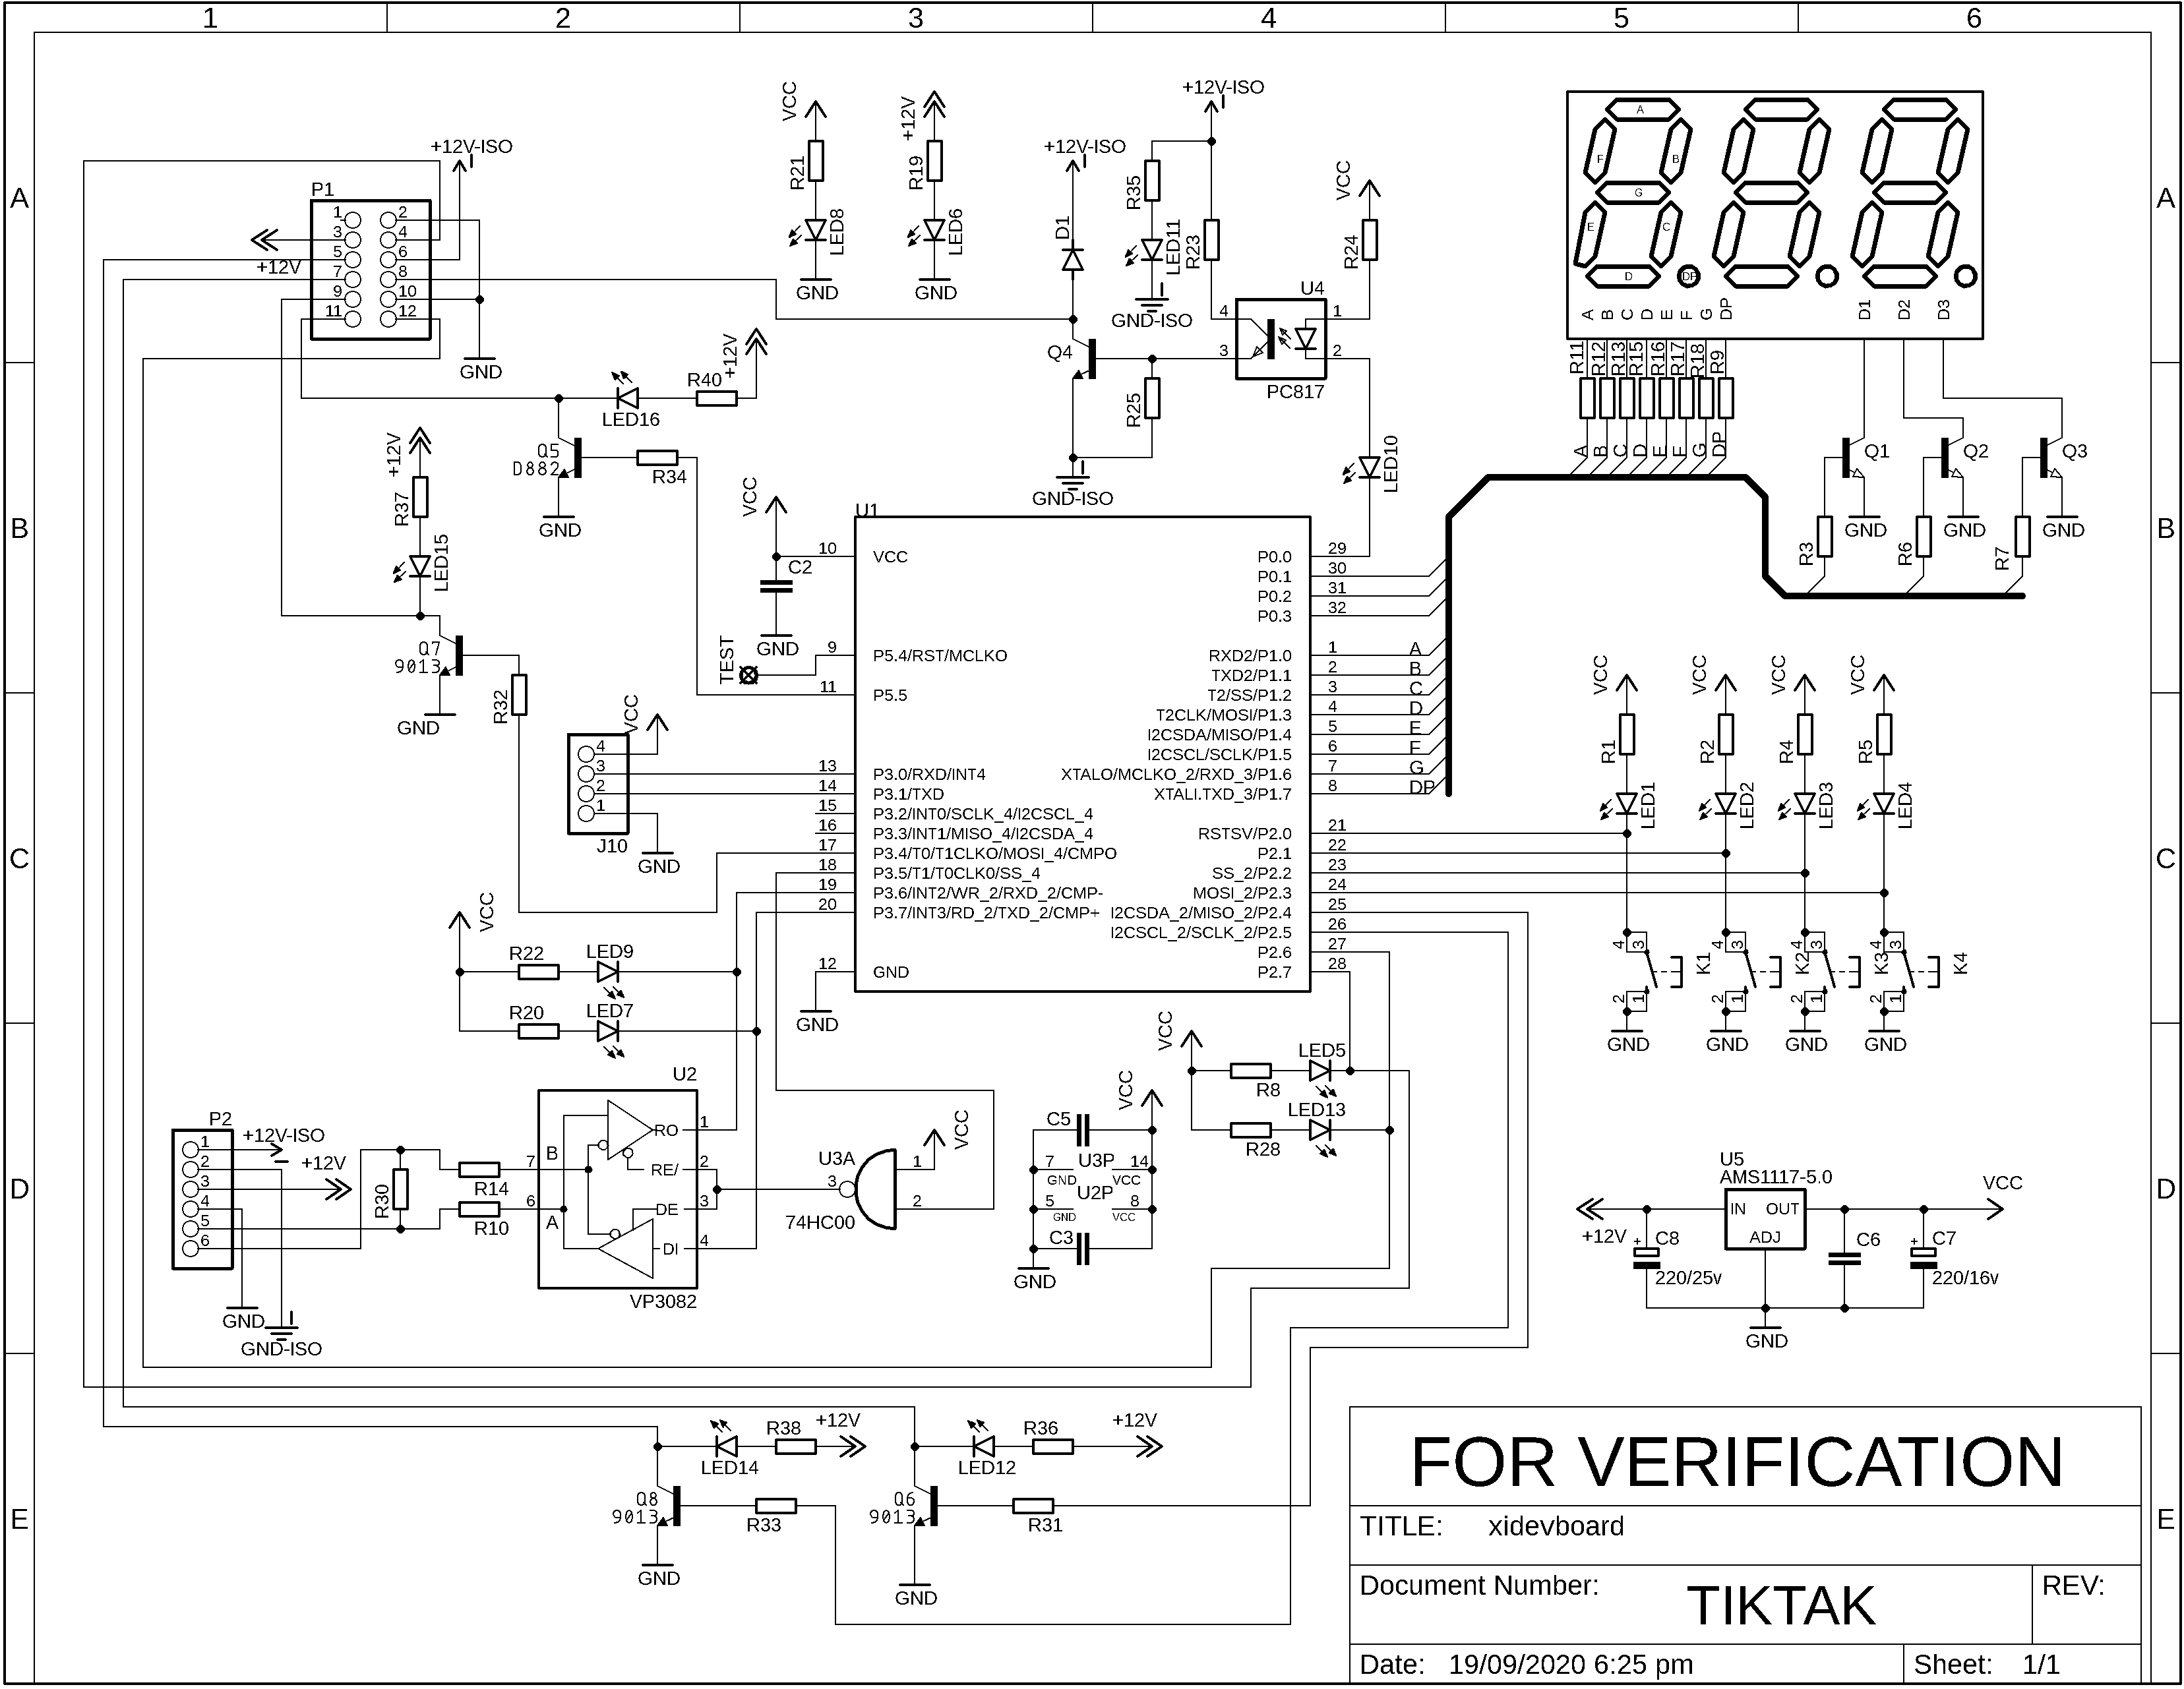 1 2 3 4 5 6
A A
B B
C C
D D
E E
P1
1 2
3 4
5 6
7 8
9 10
11 12
+12V-ISO
+12V
GND
VCC
R21
LED8
GND
+12V
R19
LED6
GND
+12V-ISO
D1
Q4
GND-ISO
+12V-ISO
R35
LED11
GND-ISO
R23
R25
U4
4 1
3 2
PC817
VCC
R24
LED10
A
F B
G
E C
D DP
A B C D E F G DP
D1 D2 D3
R11 R12 R13 R15 R16 R17 R18 R9
A B C D E F G DP
Q1 Q2 Q3
GND GND GND
R3 R6 R7
LED16
R40
+12V
Q5
D882
R34
GND
+12V
R37
LED15
Q7
9013
GND
R32
VCC
C2
GND
TEST
J10
4
3
2
1
VCC
GND
U1
10 VCC
9 P5.4/RST/MCLKO
11 P5.5
13 P3.0/RXD/INT4
14 P3.1/TXD
15 P3.2/INT0/SCLK_4/I2CSCL_4
16 P3.3/INT1/MISO_4/I2CSDA_4
17 P3.4/T0/T1CLKO/MOSI_4/CMPO
18 P3.5/T1/T0CLK0/SS_4
19 P3.6/INT2/WR_2/RXD_2/CMP-
20 P3.7/INT3/RD_2/TXD_2/CMP+
12 GND
GND
P0.0 29
P0.1 30
P0.2 31
P0.3 32
RXD2/P1.0 1 A
TXD2/P1.1 2 B
T2/SS/P1.2 3 C
T2CLK/MOSI/P1.3 4 D
I2CSDA/MISO/P1.4 5 E
I2CSCL/SCLK/P1.5 6 F
XTALO/MCLKO_2/RXD_3/P1.6 7 G
XTALI.TXD_3/P1.7 8 DP
RSTSV/P2.0 21
P2.1 22
SS_2/P2.2 23
MOSI_2/P2.3 24
I2CSDA_2/MISO_2/P2.4 25
I2CSCL_2/SCLK_2/P2.5 26
P2.6 27
P2.7 28
VCC VCC VCC VCC
R1 R2 R4 R5
LED1 LED2 LED3 LED4
4 3 4 3 4 3 4 3
K1 K2 K3 K4
2 1 2 1 2 1 2 1
GND GND GND GND
VCC
R22 LED9
R20 LED7
U2
7 B
6 A
RO 1
RE/ 2
DE 3
DI 4
VP3082
P2
1
2
3
4
5
6
+12V-ISO
+12V
GND
GND-ISO
R30
R14
R10
U3A
3
1
2
74HC00
VCC
VCC
C5
7 U3P 14
GND VCC
5 U2P 8
GND VCC
C3
GND
VCC
R8 LED5
R28 LED13
U5
AMS1117-5.0
IN OUT
ADJ
+12V
+ C8
220/25v
C6
+ C7
220/16v
VCC
GND
LED14 R38 +12V
Q8
9013
R33
GND
LED12 R36 +12V
Q6
9013
R31
GND
FOR VERIFICATION
TITLE: xidevboard
Document Number: TIKTAK REV:
Date: 19/09/2020 6:25 pm Sheet: 1/1